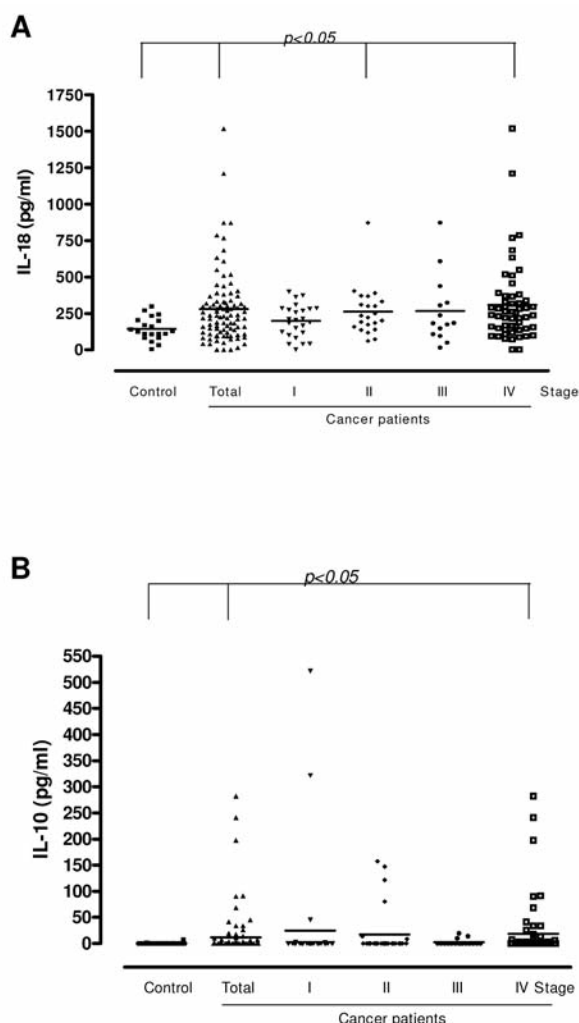 A
p<0.05
1750
1500
1250
1000
750
500
250
0
IL-18 (pg/ml)
Control Total I II III IV Stage
Cancer patients
B
p<0.05
550
500
450
400
350
300
250
200
150
100
50
0
IL-10 (pg/ml)
Control Total I II III IV Stage
Cancer patients